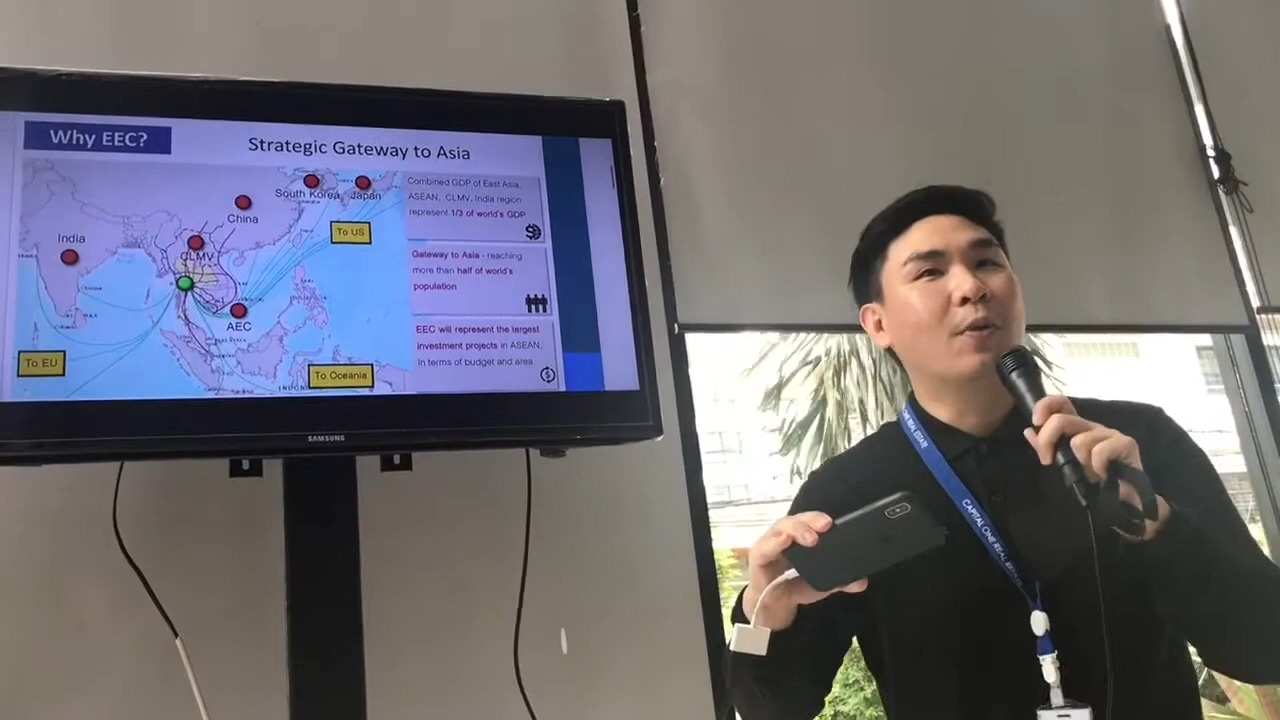 Why EEC?
Strategic Gateway to Asia
South Korea
Japan
China
To US
India
CLMV
AEC
To EU
To Oceania
Combined GDP of East Asia,
ASEAN, CLMV, India region
represent 1/3 of world's GDP
Gateway to Asia - reaching
more than half of world's
population
EEC will represent the largest
investment projects in ASEAN,
in terms of budget and area
SAMSUNG
CAPITAL ONE REAL